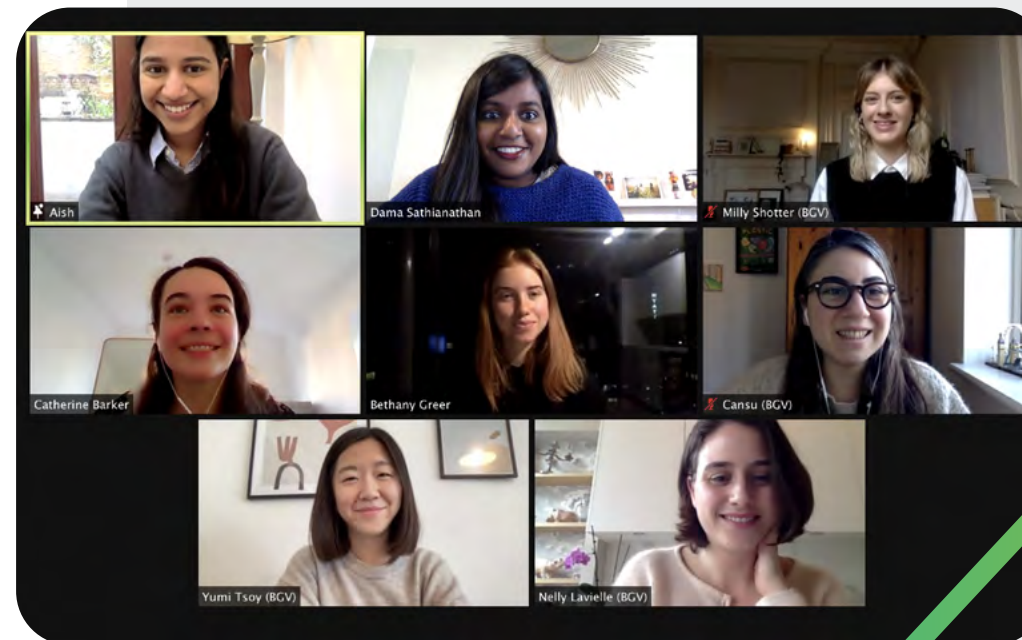 Aish
Dama Sathianathan
Milly Shotter (BGV)
Catherine Barker
Bethany Greer
Cansu (BGV)
Yumi Tsoy (BGV)
Nelly Lavielle (BGV)